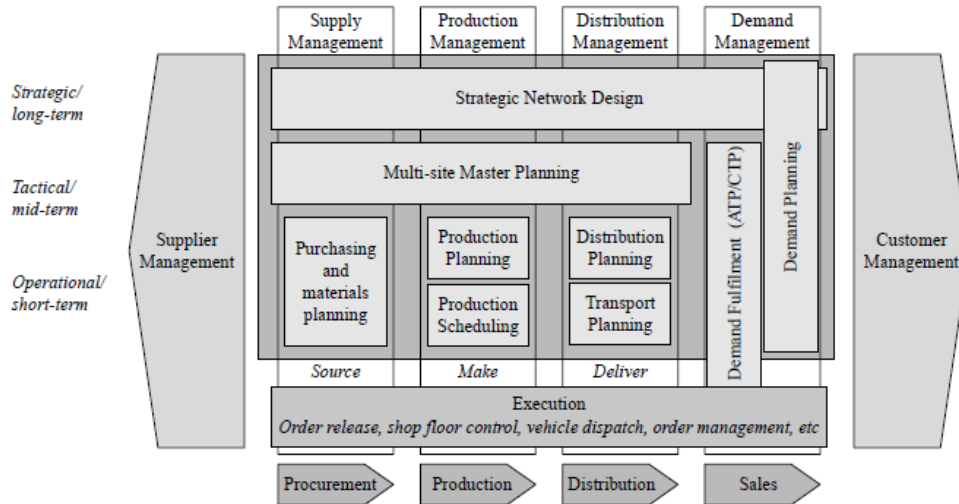 Supply
Management
Production
Management
Distribution
Management
Demand
Management
Strategic/
long-term
Tactical/
mid-term
Operational/
short-term
Supplier
Management
Strategic Network Design
Multi-site Master Planning
Purchasing
and
materials
planning
Production
Planning
Production
Scheduling
Distribution
Planning
Transport
Planning
Demand Fulfilment (ATP/CTP)
Demand Planning
Customer
Management
Source
Make
Deliver
Execution
Order release, shop floor control, vehicle dispatch, order management, etc
Procurement
Production
Distribution
Sales